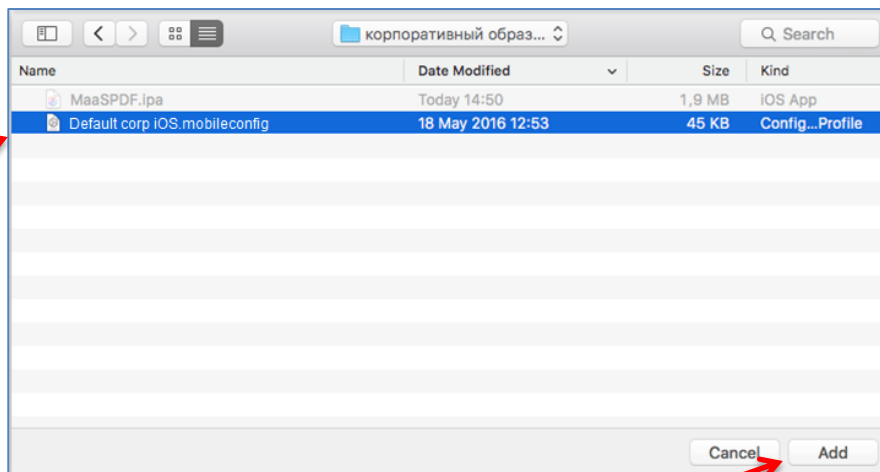 корпоративный образ... Search
Name Date Modified Size Kind
MaaSPDF.ipa Today 14:50 1,9 MB iOS App
Default corp iOS.mobileconfig 18 May 2016 12:53 45 KB Config...Profile
Cancel Add